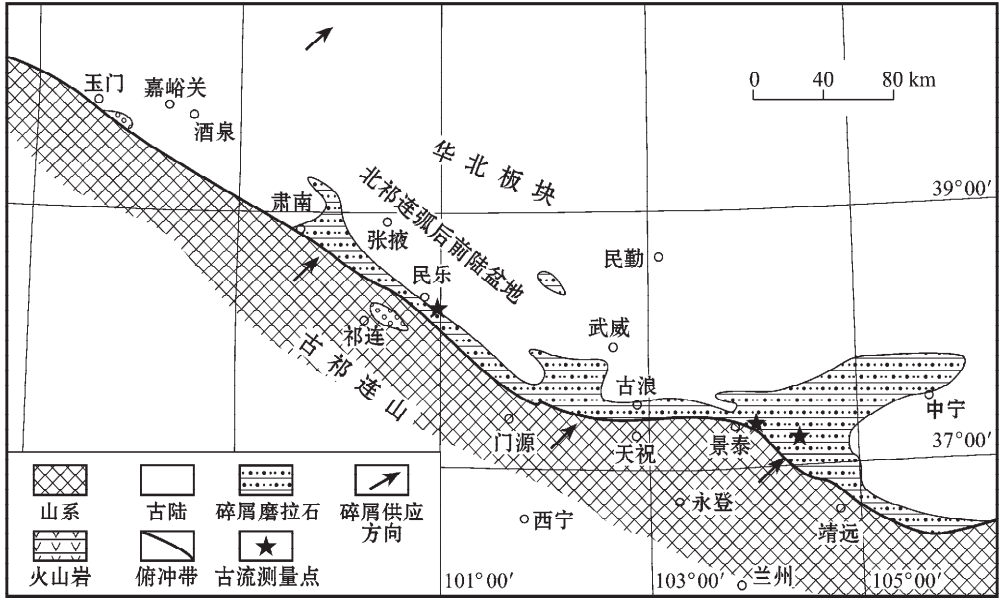 玉门
嘉峪关
酒泉
0 40 80 km
华北板块
39°00′
肃南
北祁连弧后前陆盆地
张掖
民勤
民乐
祁连
古祁连山
武威
古浪
中宁
门源
天祝
景泰
37°00′
西宁
永登
靖远
兰州
101°00′
103°00′
105°00′
山系
古陆
碎屑磨拉石
碎屑供应
方向
火山岩
俯冲带
古流测量点